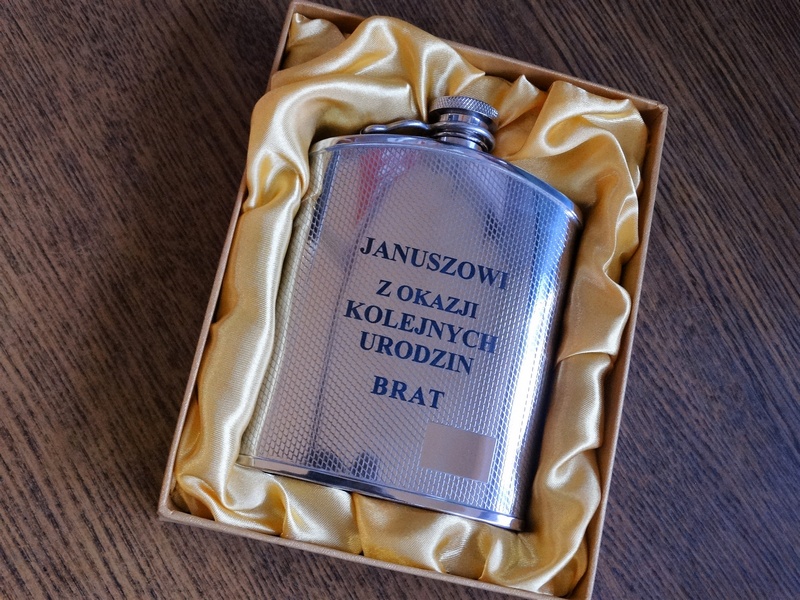 JANUSZOWI
Z OKAZJI
KOLEJNYCH
URODZIN
BRAT